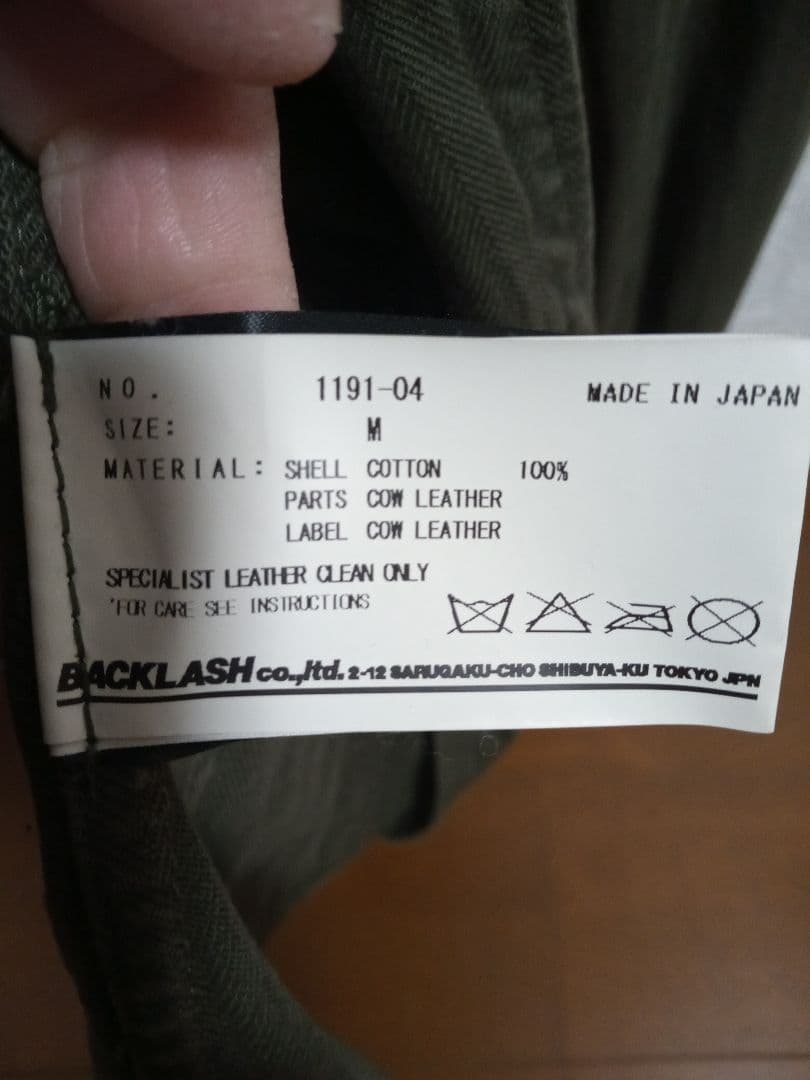 NO. 1191-04 MADE IN JAPAN
SIZE: M
MATERIAL: SHELL COTTON 100%
PARTS COW LEATHER
LABEL COW LEATHER
SPECIALIST LEATHER CLEAN ONLY
*FOR CARE SEE INSTRUCTIONS
BACKLASH co.,ltd. 2-12 SARUGAKU-CHO SHIBUYA-KU TOKYO JPN